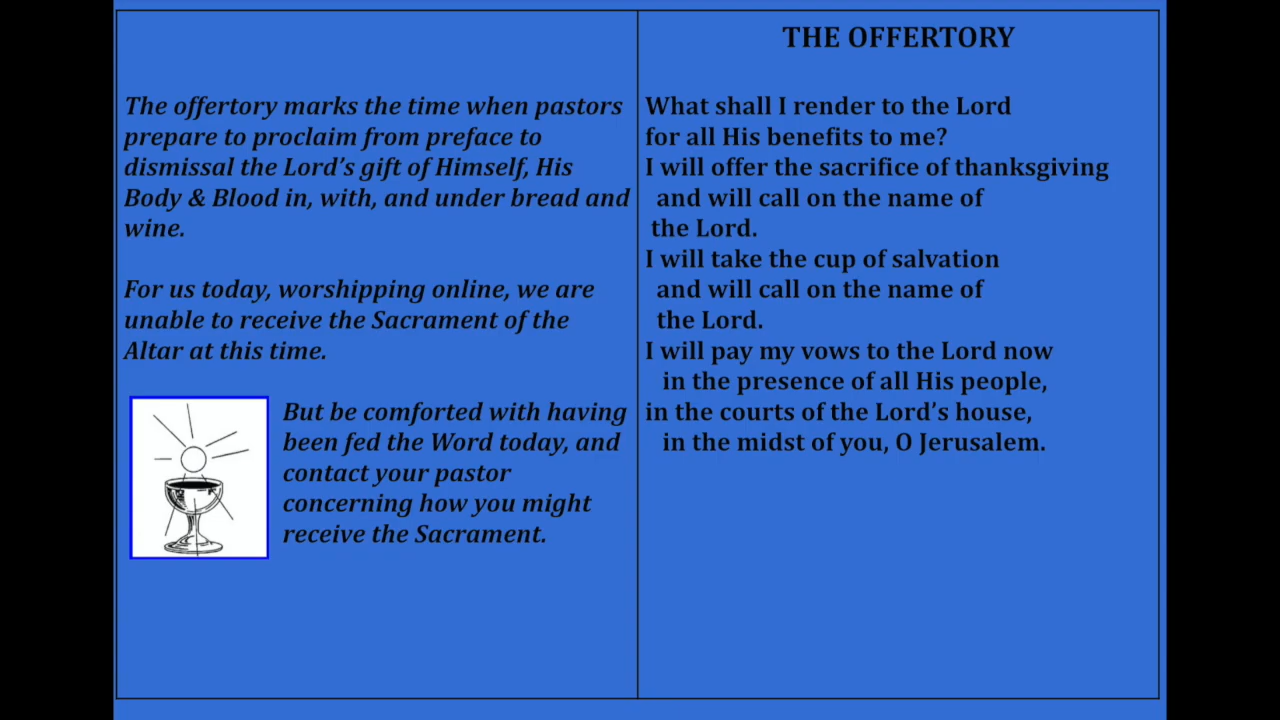 The offertory marks the time when pastors
prepare to proclaim from preface to
dismissal the Lord's gift of Himself, His
Body & Blood in, with, and under bread and
wine.
For us today, worshipping online, we are
unable to receive the Sacrament of the
Altar at this time.
But be comforted with having
been fed the Word today, and
contact your pastor
concerning how you might
receive the Sacrament.
THE OFFERTORY
What shall I render to the Lord
for all His benefits to me?
I will offer the sacrifice of thanksgiving
and will call on the name of
the Lord.
I will take the cup of salvation
and will call on the name of
the Lord.
I will pay my vows to the Lord now
in the presence of all His people,
in the courts of the Lord's house,
in the midst of you, O Jerusalem.